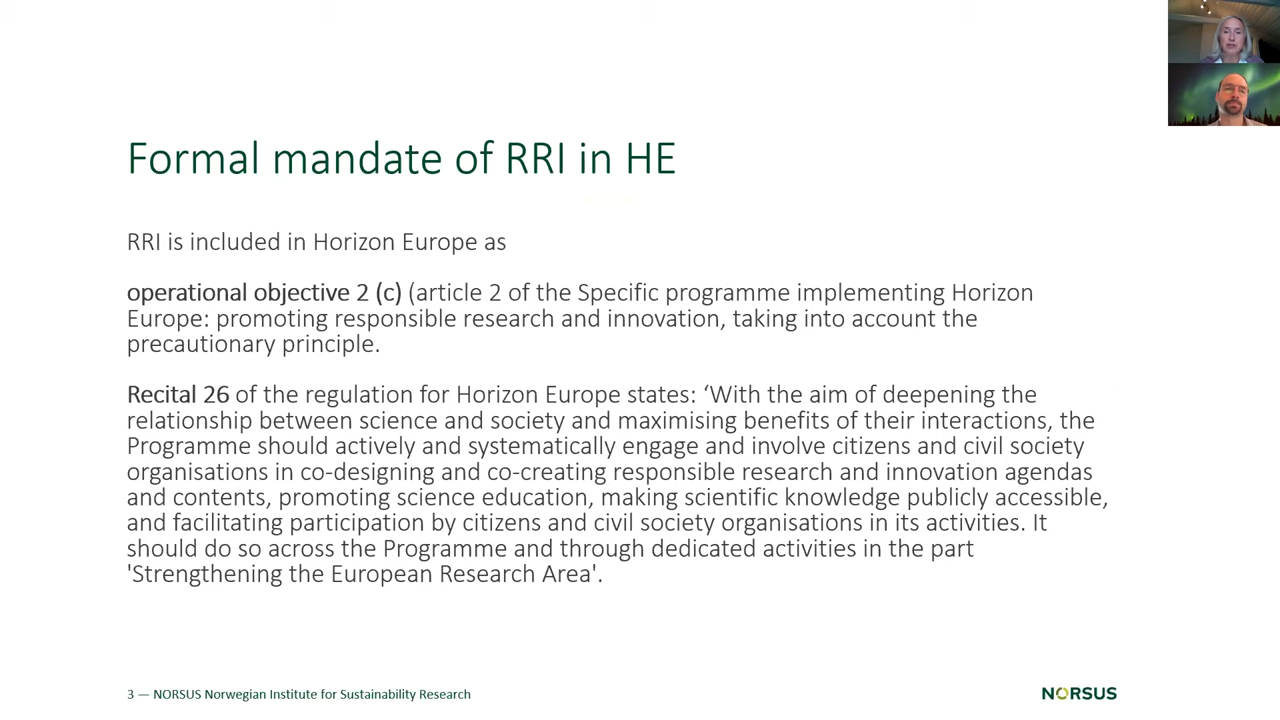 Formal mandate of RRI in HE
RRI is included in Horizon Europe as
operational objective 2 (c) (article 2 of the Specific programme implementing Horizon
Europe: promoting responsible research and innovation, taking into account the
precautionary principle.
Recital 26 of the regulation for Horizon Europe states: ‘With the aim of deepening the
relationship between science and society and maximising benefits of their interactions, the
Programme should actively and systematically engage and involve citizens and civil society
organisations in co-designing and co-creating responsible research and innovation agendas
and contents, promoting science education, making scientific knowledge publicly accessible,
and facilitating participation by citizens and civil society organisations in its activities. It
should do so across the Programme and through dedicated activities in the part
'Strengthening the European Research Area'.
3 — NORSUS Norwegian Institute for Sustainability Research
NORSUS